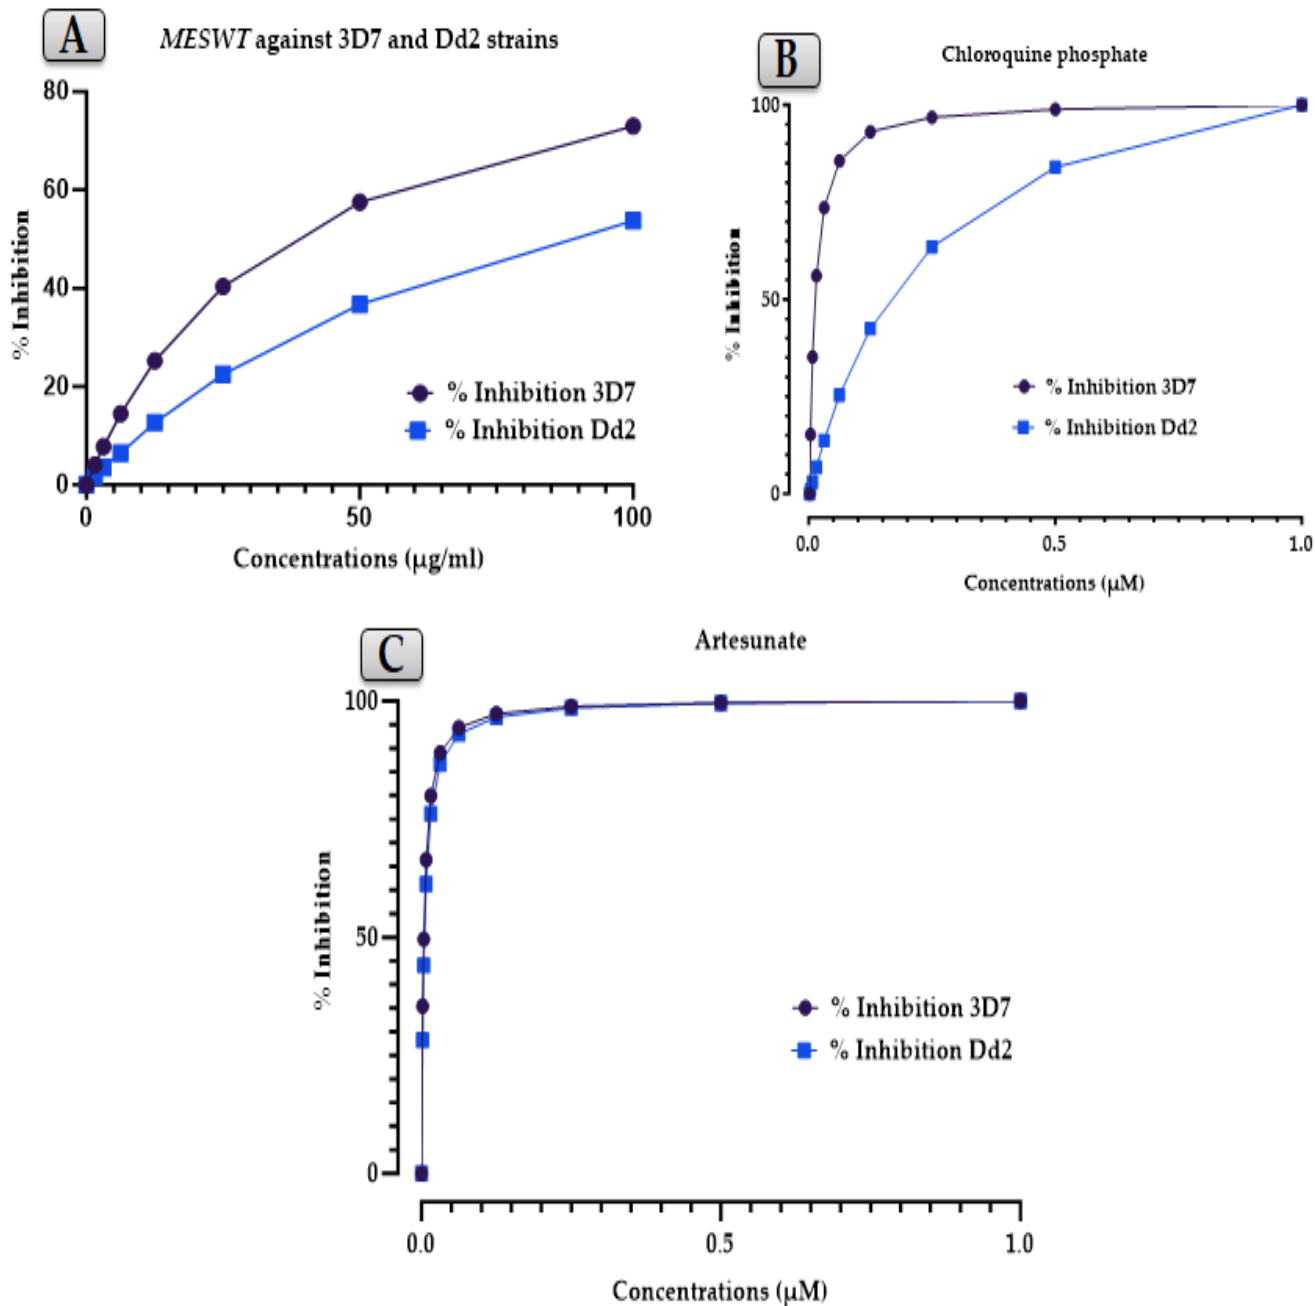 A
MESWT against 3D7 and Dd2 strains
80
60
40
20
0
% Inhibition
% Inhibition 3D7
% Inhibition Dd2
0 50 100
Concentrations (µg/ml)
B
Chloroquine phosphate
100
50
0
% Inhibition
% Inhibition 3D7
% Inhibition Dd2
0.0 0.5 1.0
Concentrations (µM)
C
Artesunate
100
50
0
% Inhibition
% Inhibition 3D7
% Inhibition Dd2
0.0 0.5 1.0
Concentrations (µM)